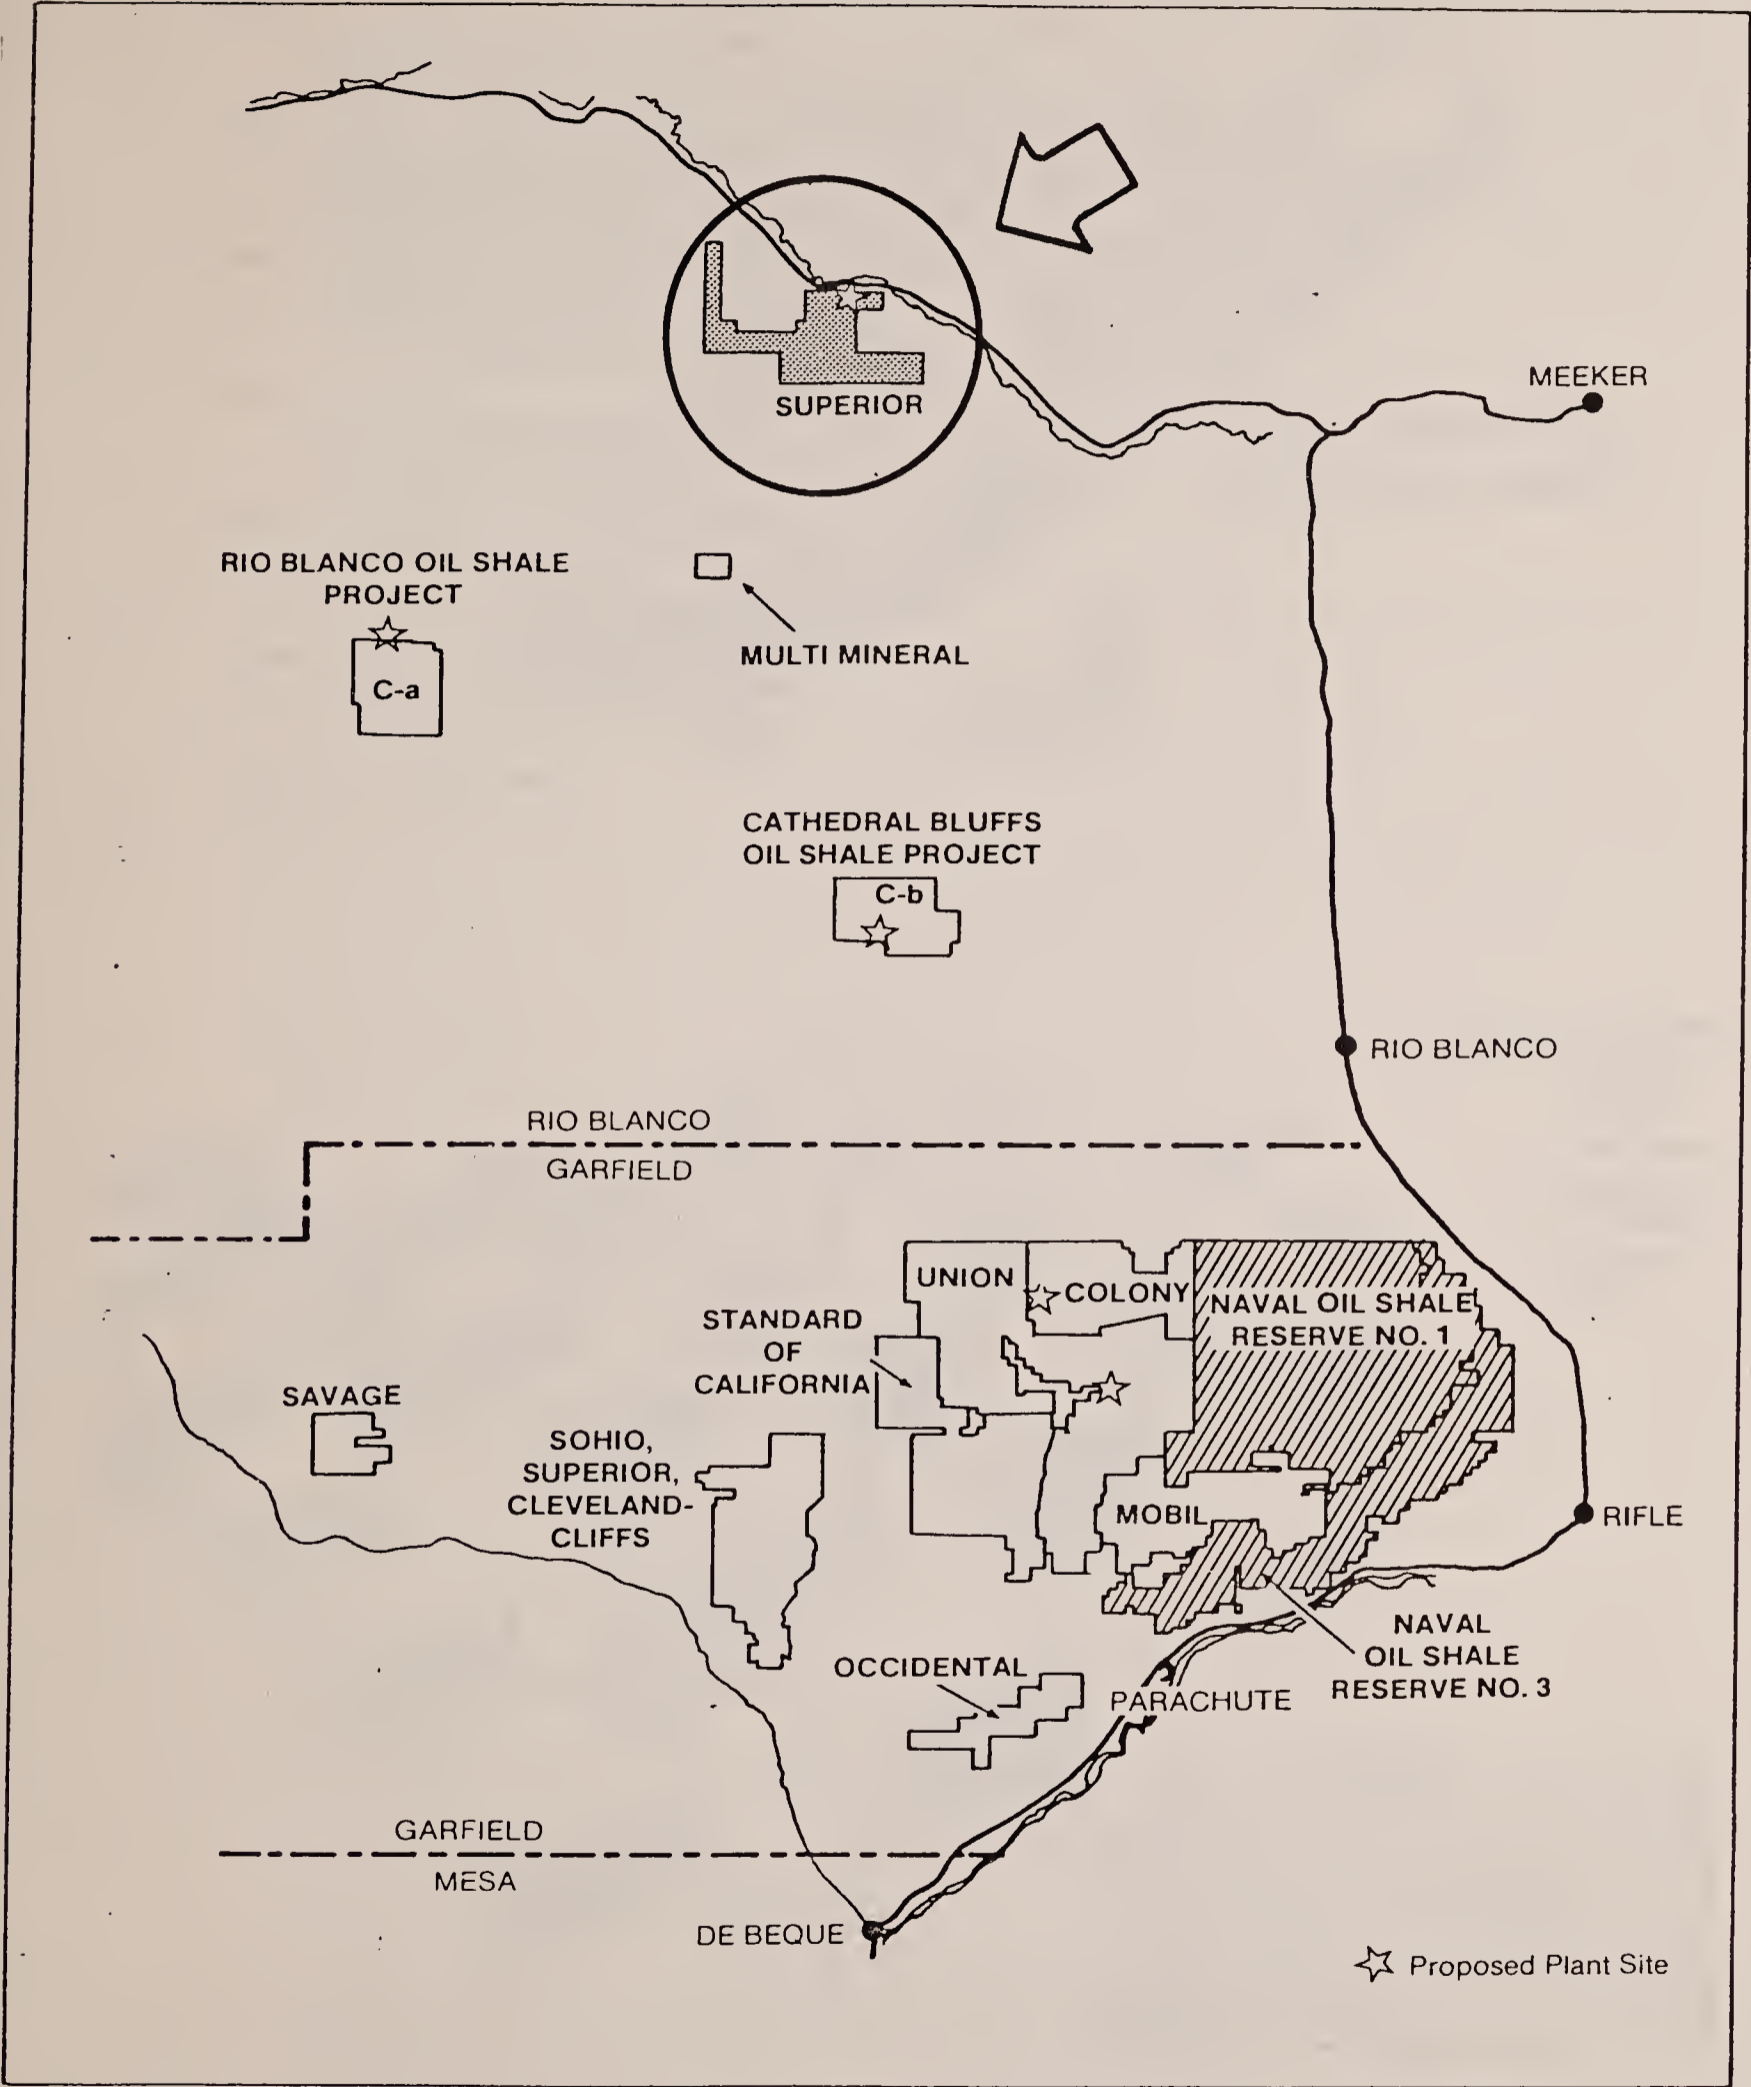 MEEKER
SUPERIOR
RIO BLANCO OIL SHALE
PROJECT
C-a
MULTI MINERAL
CATHEDRAL BLUFFS
OIL SHALE PROJECT
C-b
RIO BLANCO
RIO BLANCO
GARFIELD
UNION
COLONY
NAVAL OIL SHALE
RESERVE NO. 1
STANDARD
OF
CALIFORNIA
SAVAGE
SOHIO,
SUPERIOR,
CLEVELAND-
CLIFFS
MOBIL
RIFLE
NAVAL
OIL SHALE
RESERVE NO. 3
OCCIDENTAL
PARACHUTE
GARFIELD
MESA
DE BEQUE
Proposed Plant Site